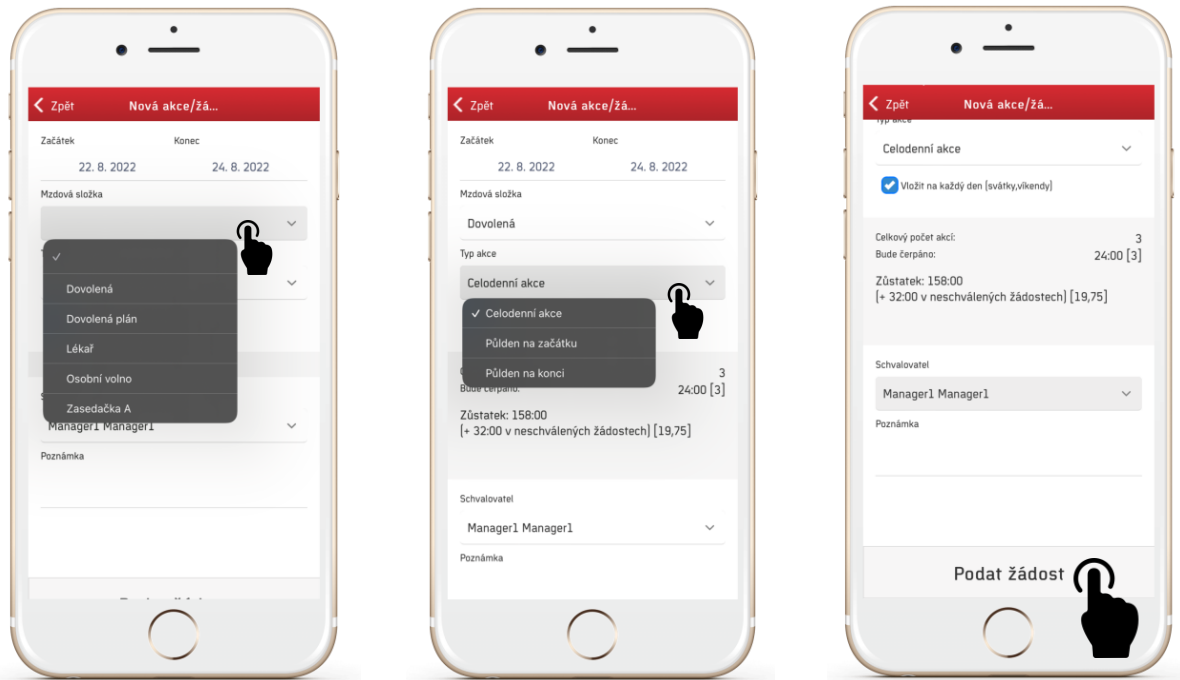 Zpět Nová akce/žá...
Začátek Konec
22. 8. 2022 24. 8. 2022
Mzdová složka
✓
Dovolená
Dovolená plán
Lékař
Osobní volno
Zasedačka A
Manager1 Manager1
Poznámka
Zpět Nová akce/žá...
Začátek Konec
22. 8. 2022 24. 8. 2022
Mzdová složka
Dovolená
Typ akce
Celodenní akce
✓ Celodenní akce
Půlden na začátku
Půlden na konci
3
Bude čerpáno: 24:00 [3]
Zůstatek: 158:00
(+ 32:00 v neschválených žádostech) [19,75]
Schvalovatel
Manager1 Manager1
Poznámka
Zpět Nová akce/žá...
Typ akce
Celodenní akce
Vložit na každý den (svátky,víkendy)
Celkový počet akcí: 3
Bude čerpáno: 24:00 [3]
Zůstatek: 158:00
(+ 32:00 v neschválených žádostech) [19,75]
Schvalovatel
Manager1 Manager1
Poznámka
Podat žádost